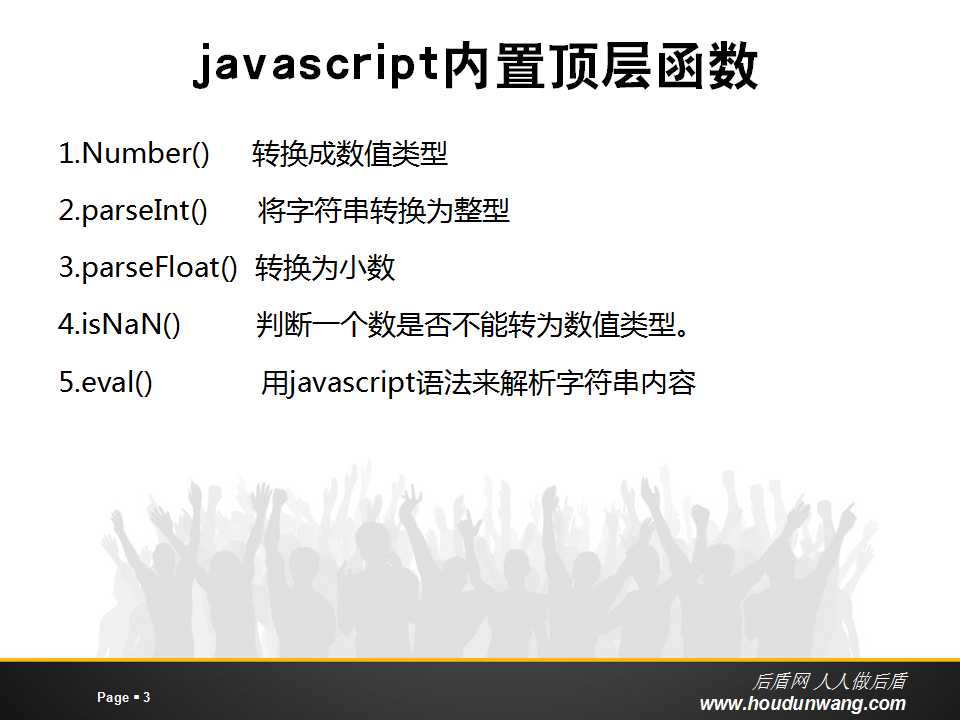 javascript内置顶层函数
1.Number() 转换成数值类型
2.parseInt() 将字符串转换为整型
3.parseFloat() 转换为小数
4.isNaN() 判断一个数是否不能转为数值类型。
5.eval() 用javascript语法来解析字符串内容
后盾网 人人做后盾
Page ▪ 3
www.houdunwang.com